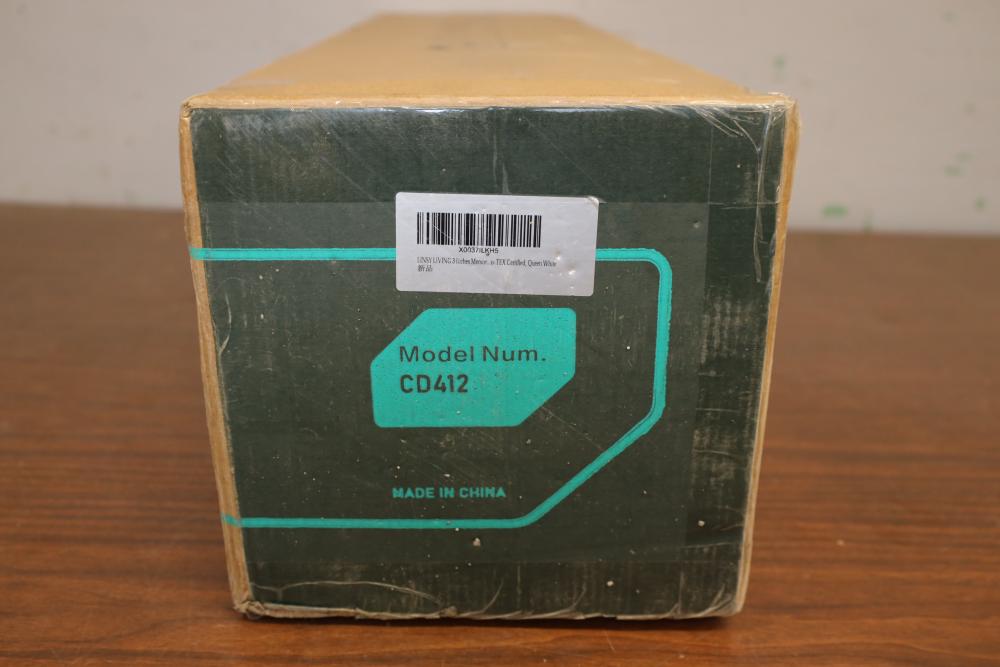 X0037ILKH5
LINSY LIVING 3 Inches Memor... o-TEX Certified, Queen White
新品
Model Num.
CD412
MADE IN CHINA